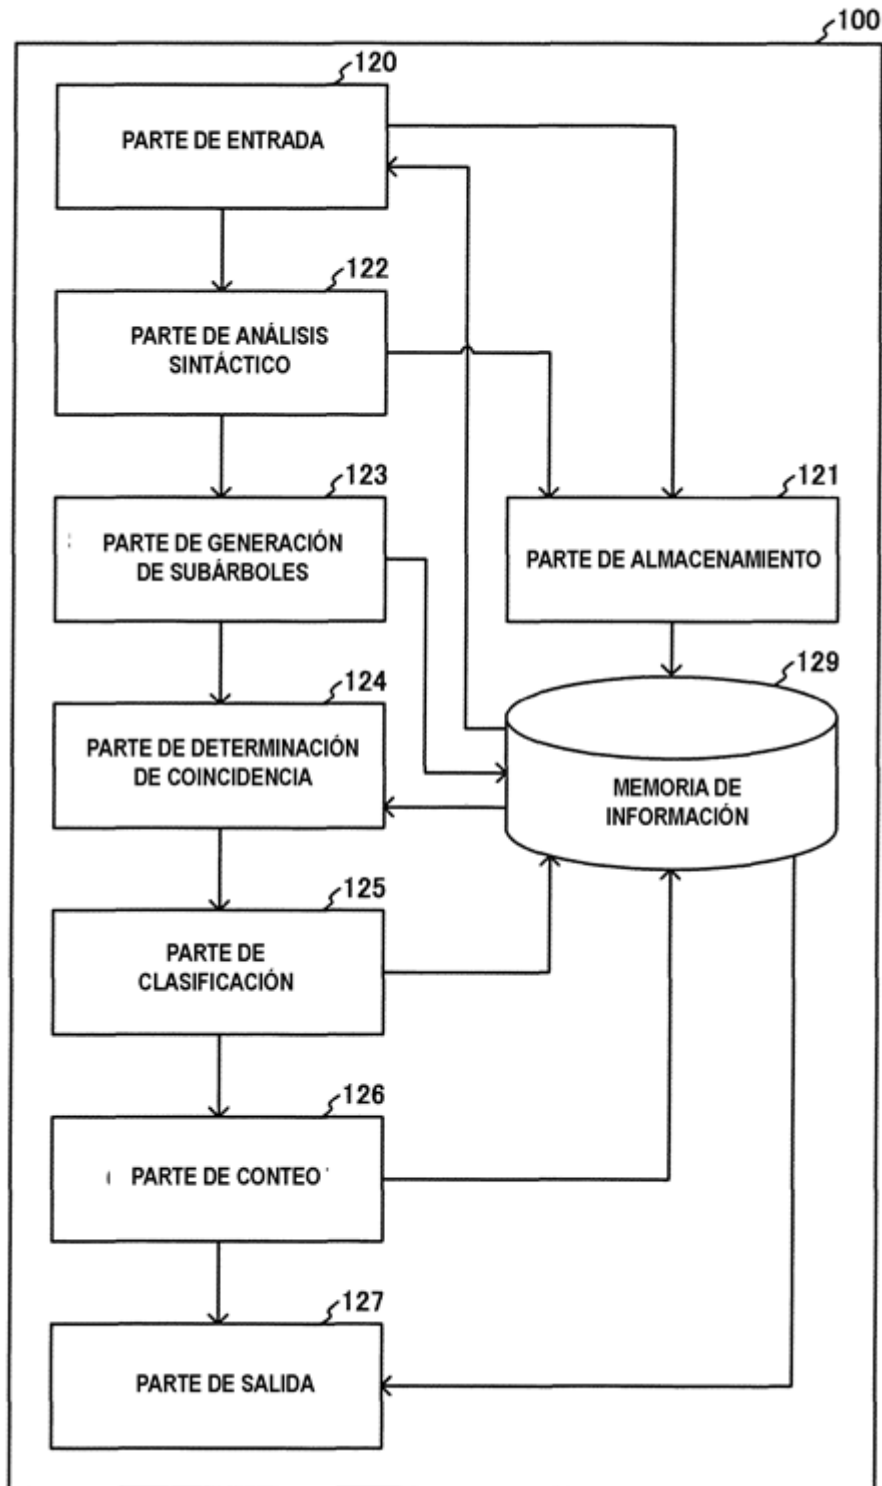 100
120
PARTE DE ENTRADA
122
PARTE DE ANÁLISIS
SINTÁCTICO
123
PARTE DE GENERACIÓN
DE SUBÁRBOLES
121
PARTE DE ALMACENAMIENTO
124
PARTE DE DETERMINACIÓN
DE COINCIDENCIA
129
MEMORIA DE
INFORMACIÓN
125
PARTE DE
CLASIFICACIÓN
126
PARTE DE CONTEO
127
PARTE DE SALIDA